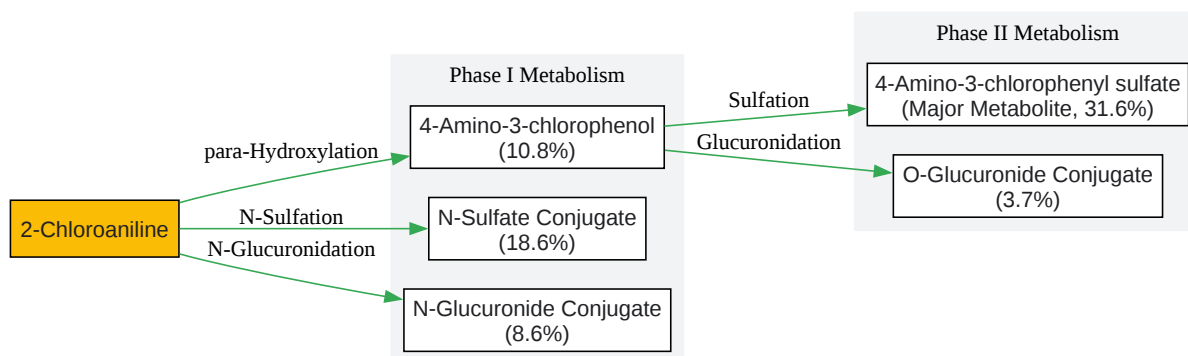 Phase II Metabolism
Phase I Metabolism
4-Amino-3-chlorophenyl sulfate
(Major Metabolite, 31.6%)
Sulfation
4-Amino-3-chlorophenol
(10.8%)
Glucuronidation
para-Hydroxylation
O-Glucuronide Conjugate
(3.7%)
2-Chloroaniline
N-Sulfation
N-Sulfate Conjugate
(18.6%)
N-Glucuronidation
N-Glucuronide Conjugate
(8.6%)